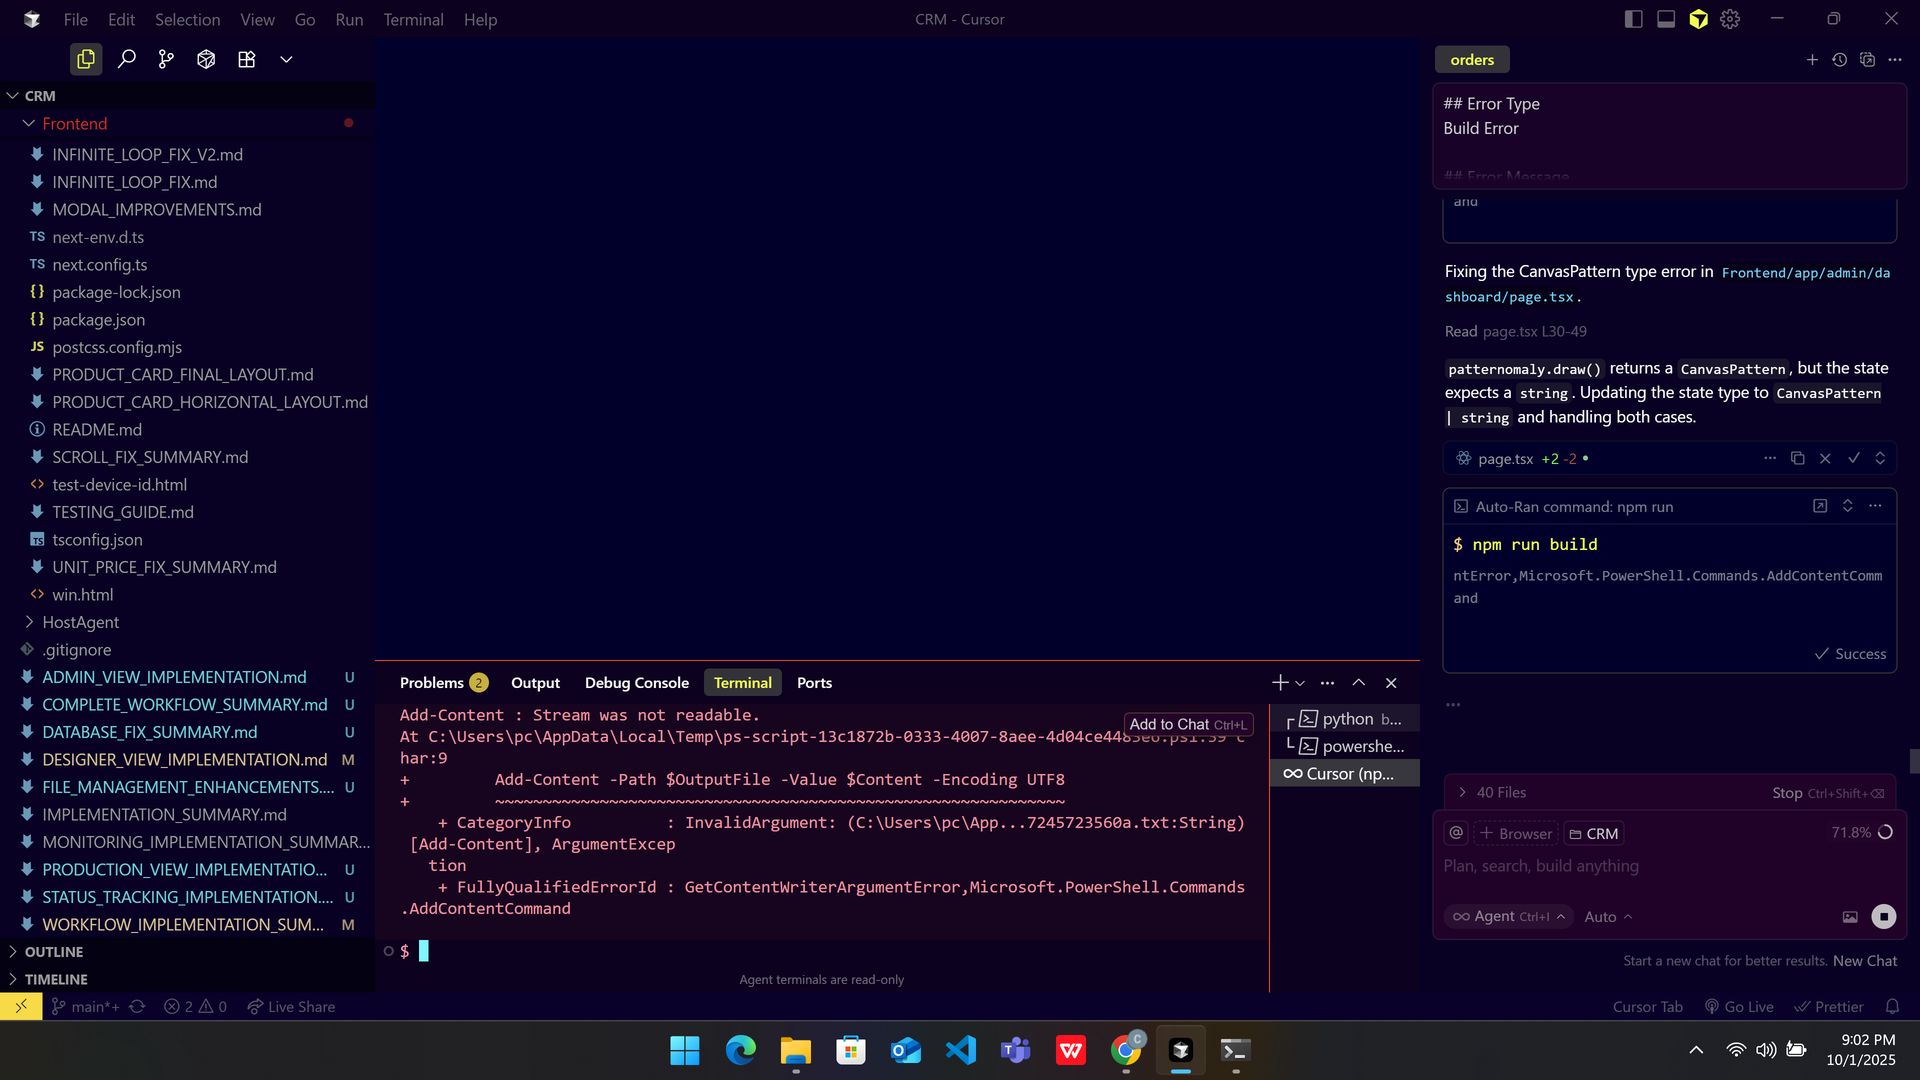 File Edit Selection View Go Run Terminal Help
CRM - Cursor
CRM
Frontend
INFINITE_LOOP_FIX_V2.md
INFINITE_LOOP_FIX.md
MODAL_IMPROVEMENTS.md
TS next-env.d.ts
TS next.config.ts
{} package-lock.json
{} package.json
JS postcss.config.mjs
PRODUCT_CARD_FINAL_LAYOUT.md
PRODUCT_CARD_HORIZONTAL_LAYOUT.md
README.md
SCROLL_FIX_SUMMARY.md
<> test-device-id.html
TESTING_GUIDE.md
TS tsconfig.json
UNIT_PRICE_FIX_SUMMARY.md
<> win.html
HostAgent
.gitignore
ADMIN_VIEW_IMPLEMENTATION.md U
COMPLETE_WORKFLOW_SUMMARY.md U
DATABASE_FIX_SUMMARY.md U
DESIGNER_VIEW_IMPLEMENTATION.md M
FILE_MANAGEMENT_ENHANCEMENTS.... U
IMPLEMENTATION_SUMMARY.md
MONITORING_IMPLEMENTATION_SUMMAR...
PRODUCTION_VIEW_IMPLEMENTATIO... U
STATUS_TRACKING_IMPLEMENTATION.... U
WORKFLOW_IMPLEMENTATION_SUM... M
OUTLINE
TIMELINE
Problems 2 Output Debug Console Terminal Ports
Add-Content : Stream was not readable.
Add to Chat Ctrl+L
At C:\Users\pc\AppData\Local\Temp\ps-script-13c1872b-0333-4007-8aee-4d04ce4483e6.ps1:59 c
har:9
+         Add-Content -Path $OutputFile -Value $Content -Encoding UTF8
+         ~~~~~~~~~~~~~~~~~~~~~~~~~~~~~~~~~~~~~~~~~~~~~~~~~~~~~~~~~~~~
    + CategoryInfo          : InvalidArgument: (C:\Users\pc\App...7245723560a.txt:String)
 [Add-Content], ArgumentExcep
   tion
    + FullyQualifiedErrorId : GetContentWriterArgumentError,Microsoft.PowerShell.Commands
.AddContentCommand
$
Agent terminals are read-only
python b...
powershe...
Cursor (np...
orders
## Error Type
Build Error
## Error Message
and
Fixing the CanvasPattern type error in Frontend/app/admin/da
shboard/page.tsx.
Read page.tsx L30-49
patternomaly.draw() returns a CanvasPattern, but the state
expects a string. Updating the state type to CanvasPattern
| string and handling both cases.
page.tsx +2 -2
Auto-Ran command: npm run
$ npm run build
ntError,Microsoft.PowerShell.Commands.AddContentComm
and
Success
40 Files
Stop Ctrl+Shift+⌫
@ + Browser CRM 71.8%
Plan, search, build anything
Agent Ctrl+I Auto
Start a new chat for better results. New Chat
main*+ 2 0 Live Share
Cursor Tab Go Live Prettier
9:02 PM
10/1/2025